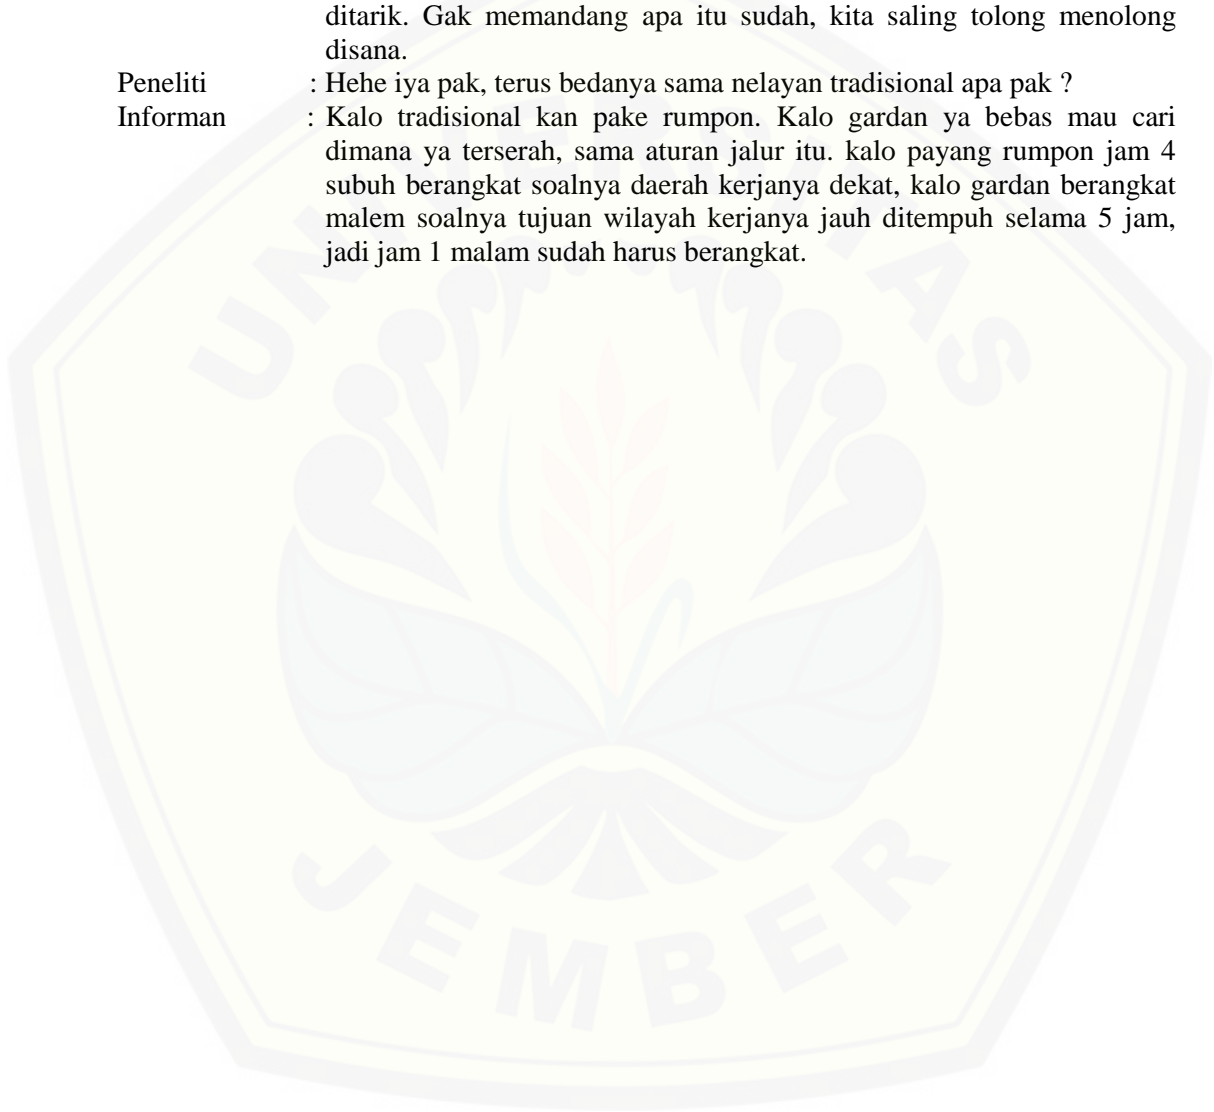 ditarik. Gak memandang apa itu sudah, kita saling tolong menolong
disana.
Peneliti : Hehe iya pak, terus bedanya sama nelayan tradisional apa pak ?
Informan : Kalo tradisional kan pake rumpon. Kalo gardan ya bebas mau cari
dimana ya terserah, sama aturan jalur itu. kalo payang rumpon jam 4
subuh berangkat soalnya daerah kerjanya dekat, kalo gardan berangkat
malem soalnya tujuan wilayah kerjanya jauh ditempuh selama 5 jam,
jadi jam 1 malam sudah harus berangkat.
UNIVERSITAS
JEMBER